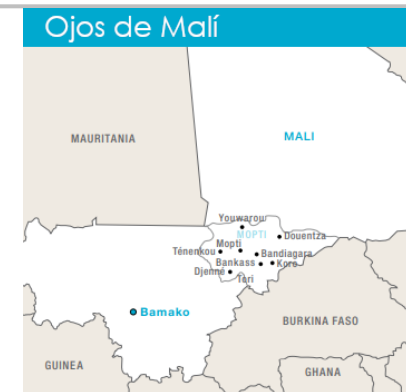 Ojos de Malí
MAURITANIA
MALI
Youwarou
MOPTI
Douentza
Mopti
Ténenkou
Bandiagara
Bankass
Koro
Djenné
Tori
Bamako
BURKINA FASO
GUINEA
GHANA